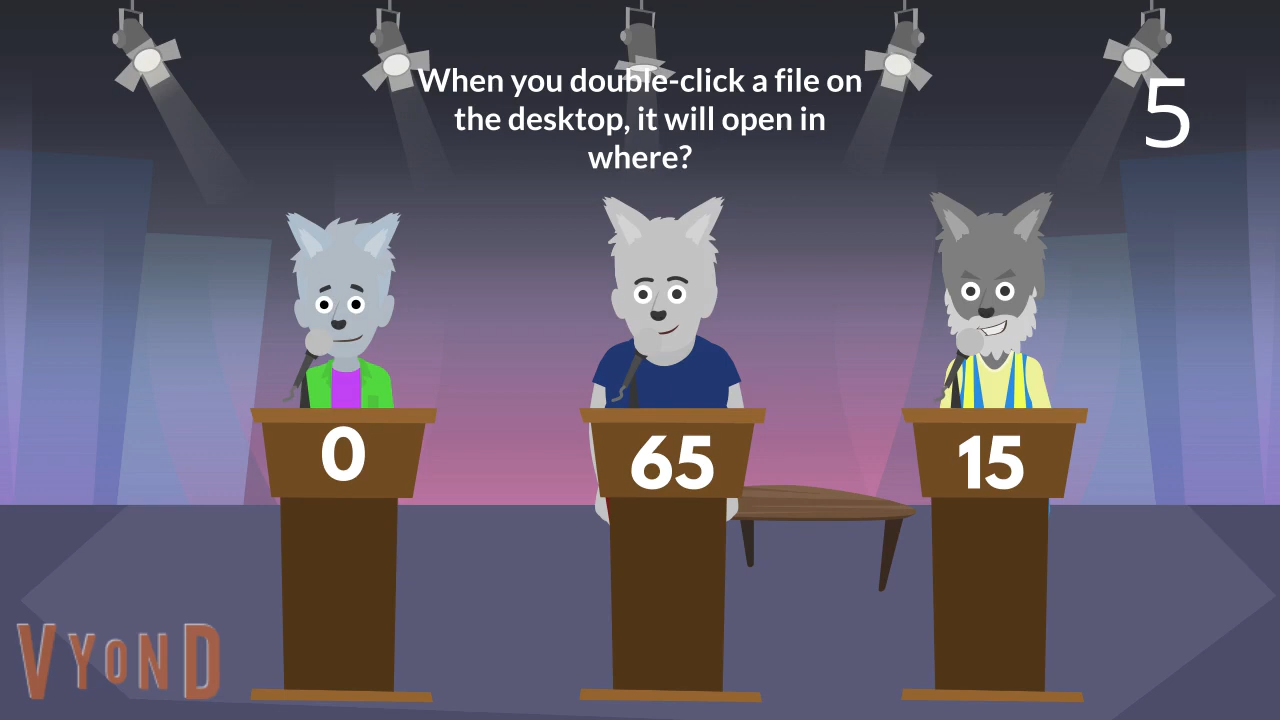 When you double-click a file on
the desktop, it will open in
where?
5
0
65
15
VYOND